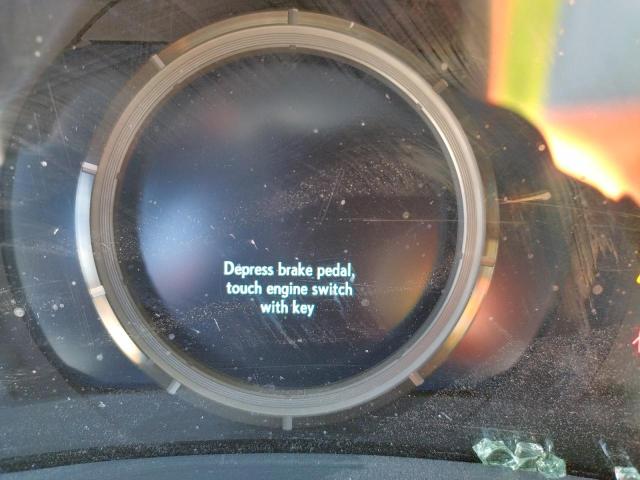 Depress brake pedal,
touch engine switch
with key